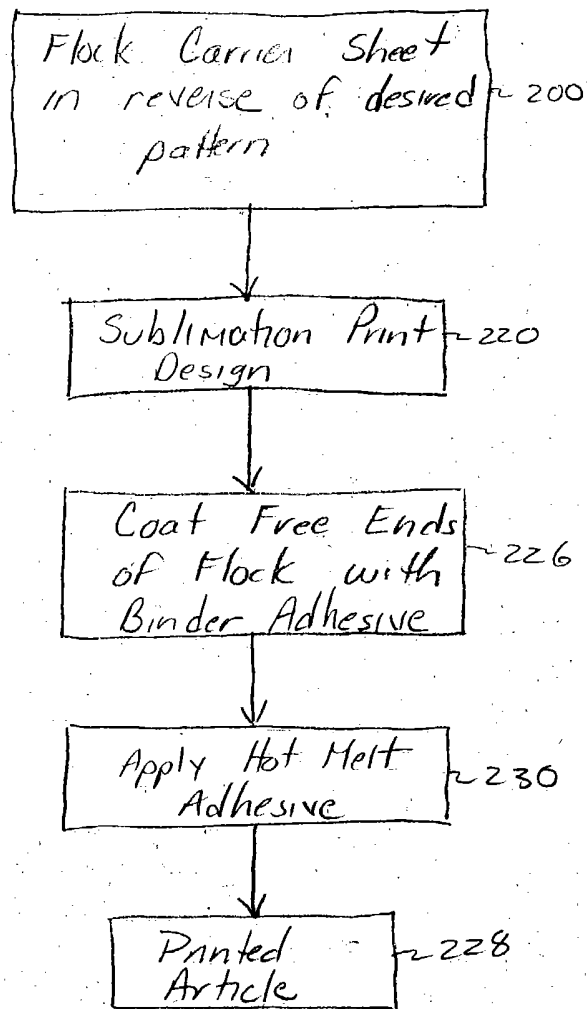 Flock Carrier Sheet
in reverse of desired
pattern
200
Sublimation Print
Design
220
Coat Free Ends
of Flock with
Binder Adhesive
226
Apply Hot Melt
Adhesive
230
Printed
Article
228